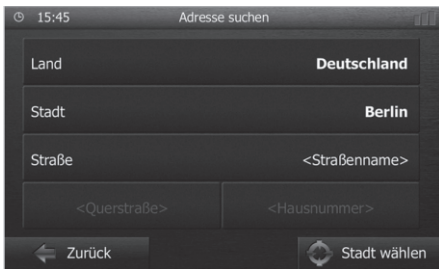 15:45 Adresse suchen
Land Deutschland
Stadt Berlin
Straße <Straßenname>
<Querstraße> <Hausnummer>
Zurück Stadt wählen